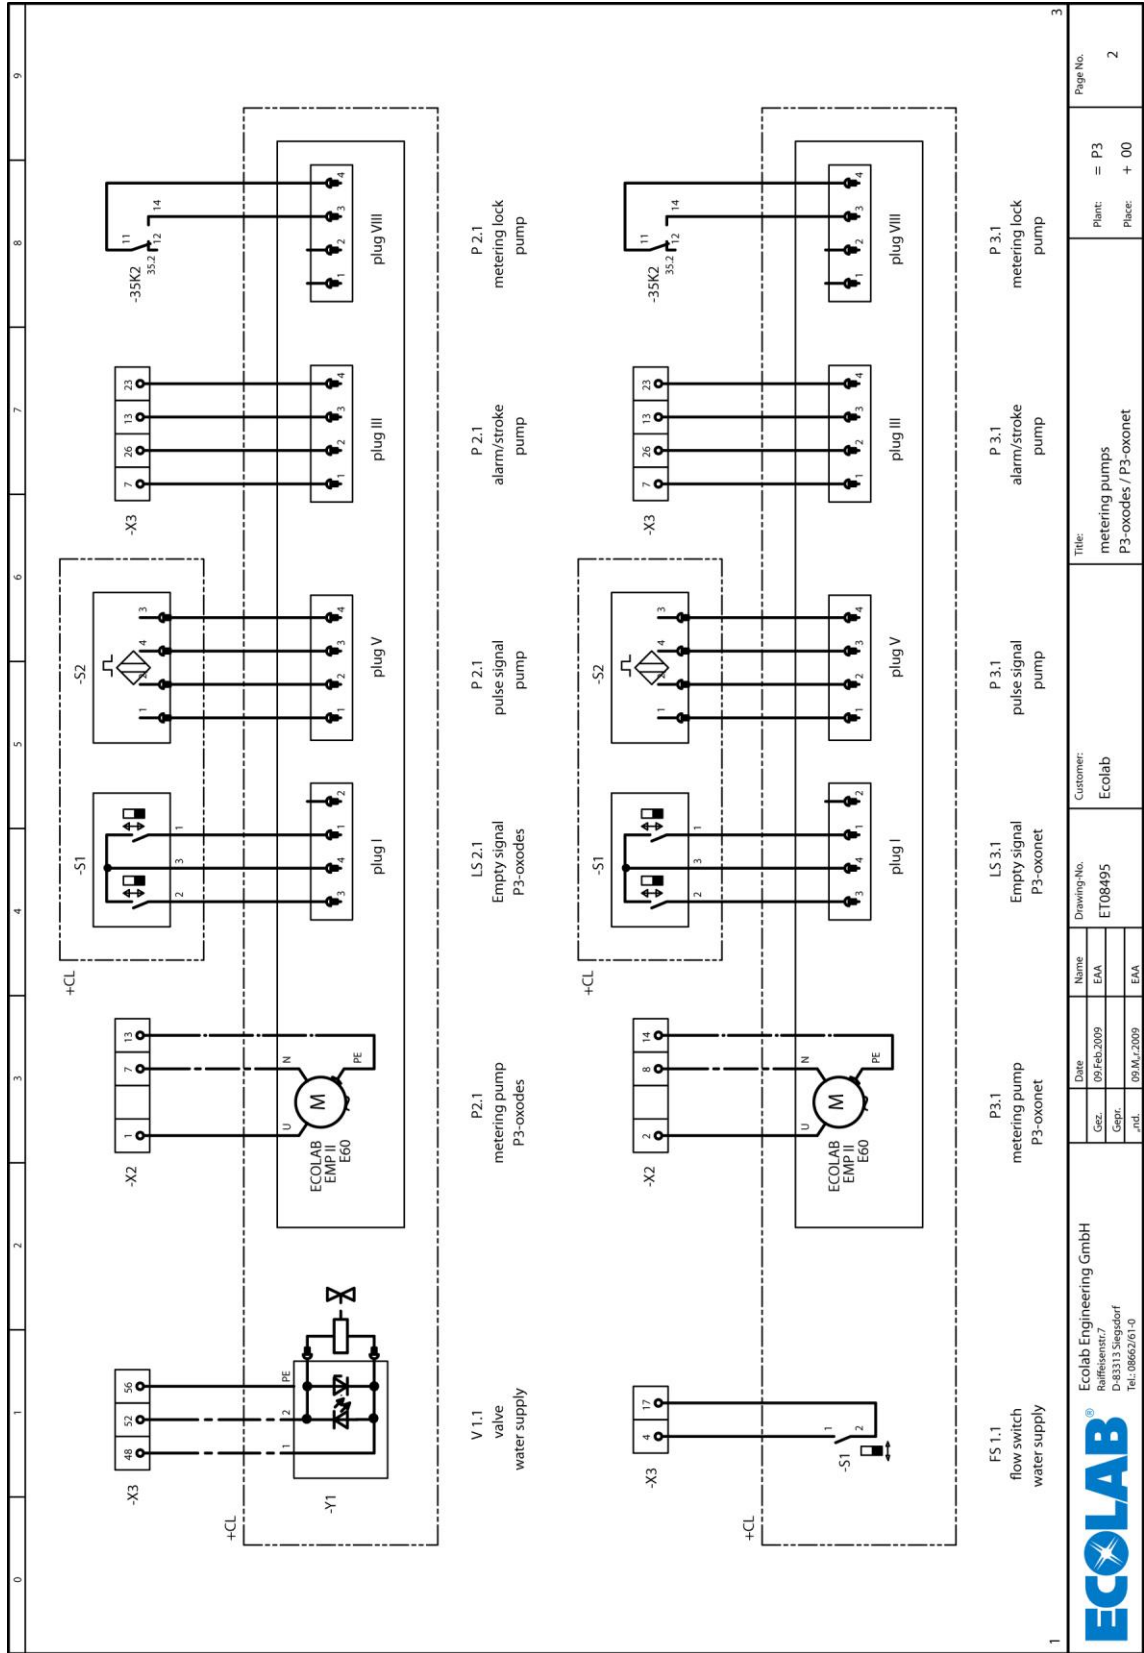 0 1 2 3 4 5 6 7 8 9
+CL
-X3
48 52 56
1 2 PE
-Y1
V 1.1
valve
water supply
-X2
1 7 13
U N PE
M
ECOLAB
EMP II
E60
P2.1
metering pump
P3-oxodes
+CL
-S1
2 3 1
3 4 1 2
plug I
LS 2.1
Empty signal
P3-oxodes
-S2
1 2 4 3
1 2 3 4
plug V
P 2.1
pulse signal
pump
-X3
7 26 13 23
1 2 3 4
plug III
P 2.1
alarm/stroke
pump
-35K2
35.2
11
12 14
1 2 3 4
plug VIII
P 2.1
metering lock
pump
+CL
-X3
4 17
-S1
1
2
FS 1.1
flow switch
water supply
-X2
2 8 14
U N PE
M
ECOLAB
EMP II
E60
P3.1
metering pump
P3-oxonet
+CL
-S1
2 3 1
3 4 1 2
plug I
LS 3.1
Empty signal
P3-oxonet
-S2
1 2 4 3
1 2 3 4
plug V
P 3.1
pulse signal
pump
-X3
7 26 13 23
1 2 3 4
plug III
P 3.1
alarm/stroke
pump
-35K2
35.2
11
12 14
1 2 3 4
plug VIII
P 3.1
metering lock
pump
1 3
ECOLAB®
Ecolab Engineering GmbH
Raiffeisenstr.7
D-83313 Siegsdorf
Tel.: 08662/61-0
Date Name
Gez. 09.Feb.2009 EAA
Gepr.
EAA
Drawing-No.
ET08495
Customer:
Ecolab
Title:
metering pumps
P3-oxodes / P3-oxonet
Plant: = P3
Place: + 00
Page No.
2